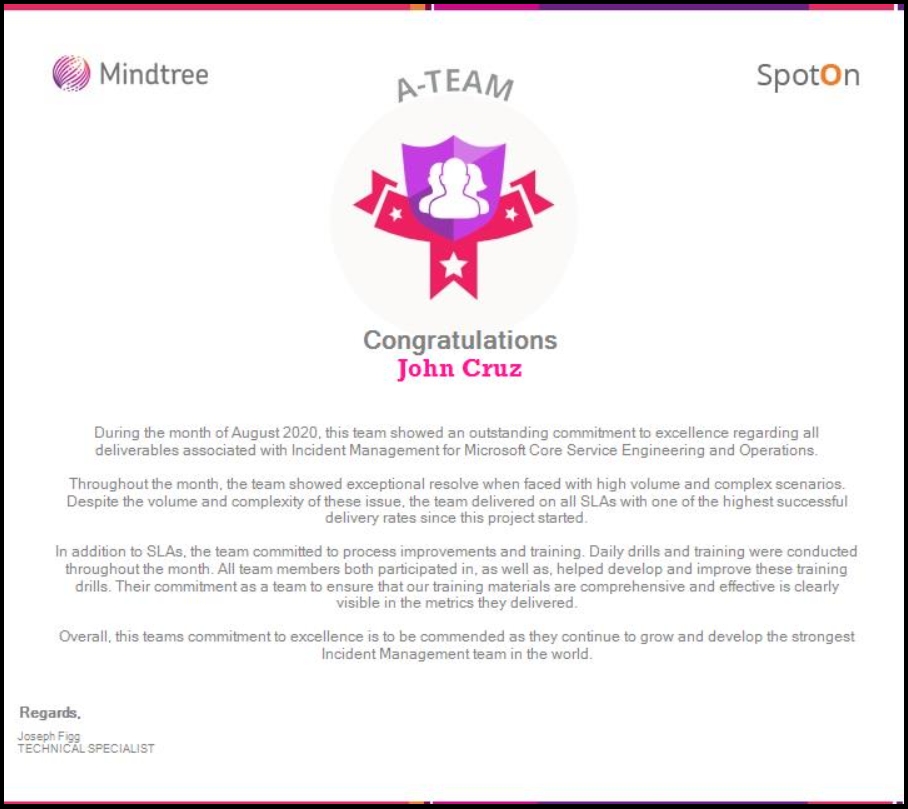 Mindtree
SpotOn
A-TEAM
Congratulations
John Cruz
During the month of August 2020, this team showed an outstanding commitment to excellence regarding all
deliverables associated with Incident Management for Microsoft Core Service Engineering and Operations.
Throughout the month, the team showed exceptional resolve when faced with high volume and complex scenarios.
Despite the volume and complexity of these issue, the team delivered on all SLAs with one of the highest successful
delivery rates since this project started.
In addition to SLAs, the team committed to process improvements and training. Daily drills and training were conducted
throughout the month. All team members both participated in, as well as, helped develop and improve these training
drills. Their commitment as a team to ensure that our training materials are comprehensive and effective is clearly
visible in the metrics they delivered.
Overall, this teams commitment to excellence is to be commended as they continue to grow and develop the strongest
Incident Management team in the world.
Regards,
Joseph Figg
TECHNICAL SPECIALIST